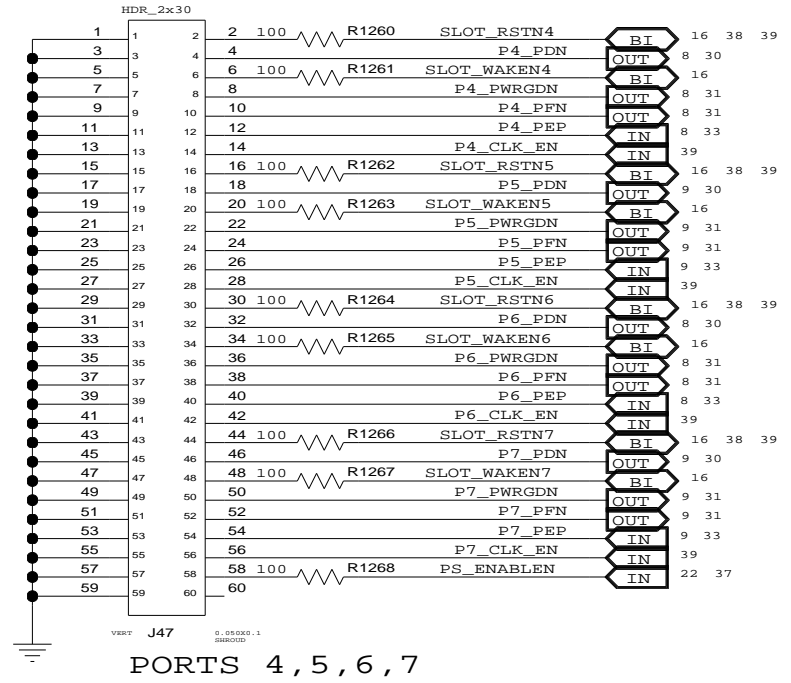 HDR_2x30
1 1 2 2 100 R1260 SLOT_RSTN4 BI 16 38 39
3 3 4 4 P4_PDN OUT 8 30
5 5 6 6 100 R1261 SLOT_WAKEN4 BI 16
7 7 8 8 P4_PWRGDN OUT 8 31
9 9 10 10 P4_PFN OUT 8 31
11 11 12 12 P4_PEP IN 8 33
13 13 14 14 P4_CLK_EN IN 39
15 15 16 16 100 R1262 SLOT_RSTN5 BI 16 38 39
17 17 18 18 P5_PDN OUT 9 30
19 19 20 20 100 R1263 SLOT_WAKEN5 BI 16
21 21 22 22 P5_PWRGDN OUT 9 31
23 23 24 24 P5_PFN OUT 9 31
25 25 26 26 P5_PEP IN 9 33
27 27 28 28 P5_CLK_EN IN 39
29 29 30 30 100 R1264 SLOT_RSTN6 BI 16 38 39
31 31 32 32 P6_PDN OUT 8 30
33 33 34 34 100 R1265 SLOT_WAKEN6 BI 16
35 35 36 36 P6_PWRGDN OUT 8 31
37 37 38 38 P6_PFN OUT 8 31
39 39 40 40 P6_PEP IN 8 33
41 41 42 42 P6_CLK_EN IN 39
43 43 44 44 100 R1266 SLOT_RSTN7 BI 16 38 39
45 45 46 46 P7_PDN OUT 9 30
47 47 48 48 100 R1267 SLOT_WAKEN7 BI 16
49 49 50 50 P7_PWRGDN OUT 9 31
51 51 52 52 P7_PFN OUT 9 31
53 53 54 54 P7_PEP IN 9 33
55 55 56 56 P7_CLK_EN IN 39
57 57 58 58 100 R1268 PS_ENABLEN IN 22 37
59 59 60 60
VERT J47 0.050X0.1
SHROUD
PORTS 4,5,6,7